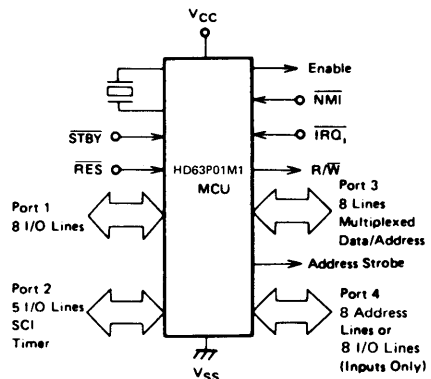 VCC
Enable
NMI
STBY
IRQ1
RES
HD63P01M1
MCU
R/W
Port 1
8 I/O Lines
Port 3
8 Lines
Multiplexed
Data/Address
Address Strobe
Port 2
5 I/O Lines
SCI
Timer
Port 4
8 Address
Lines or
8 I/O Lines
(Inputs Only)
VSS